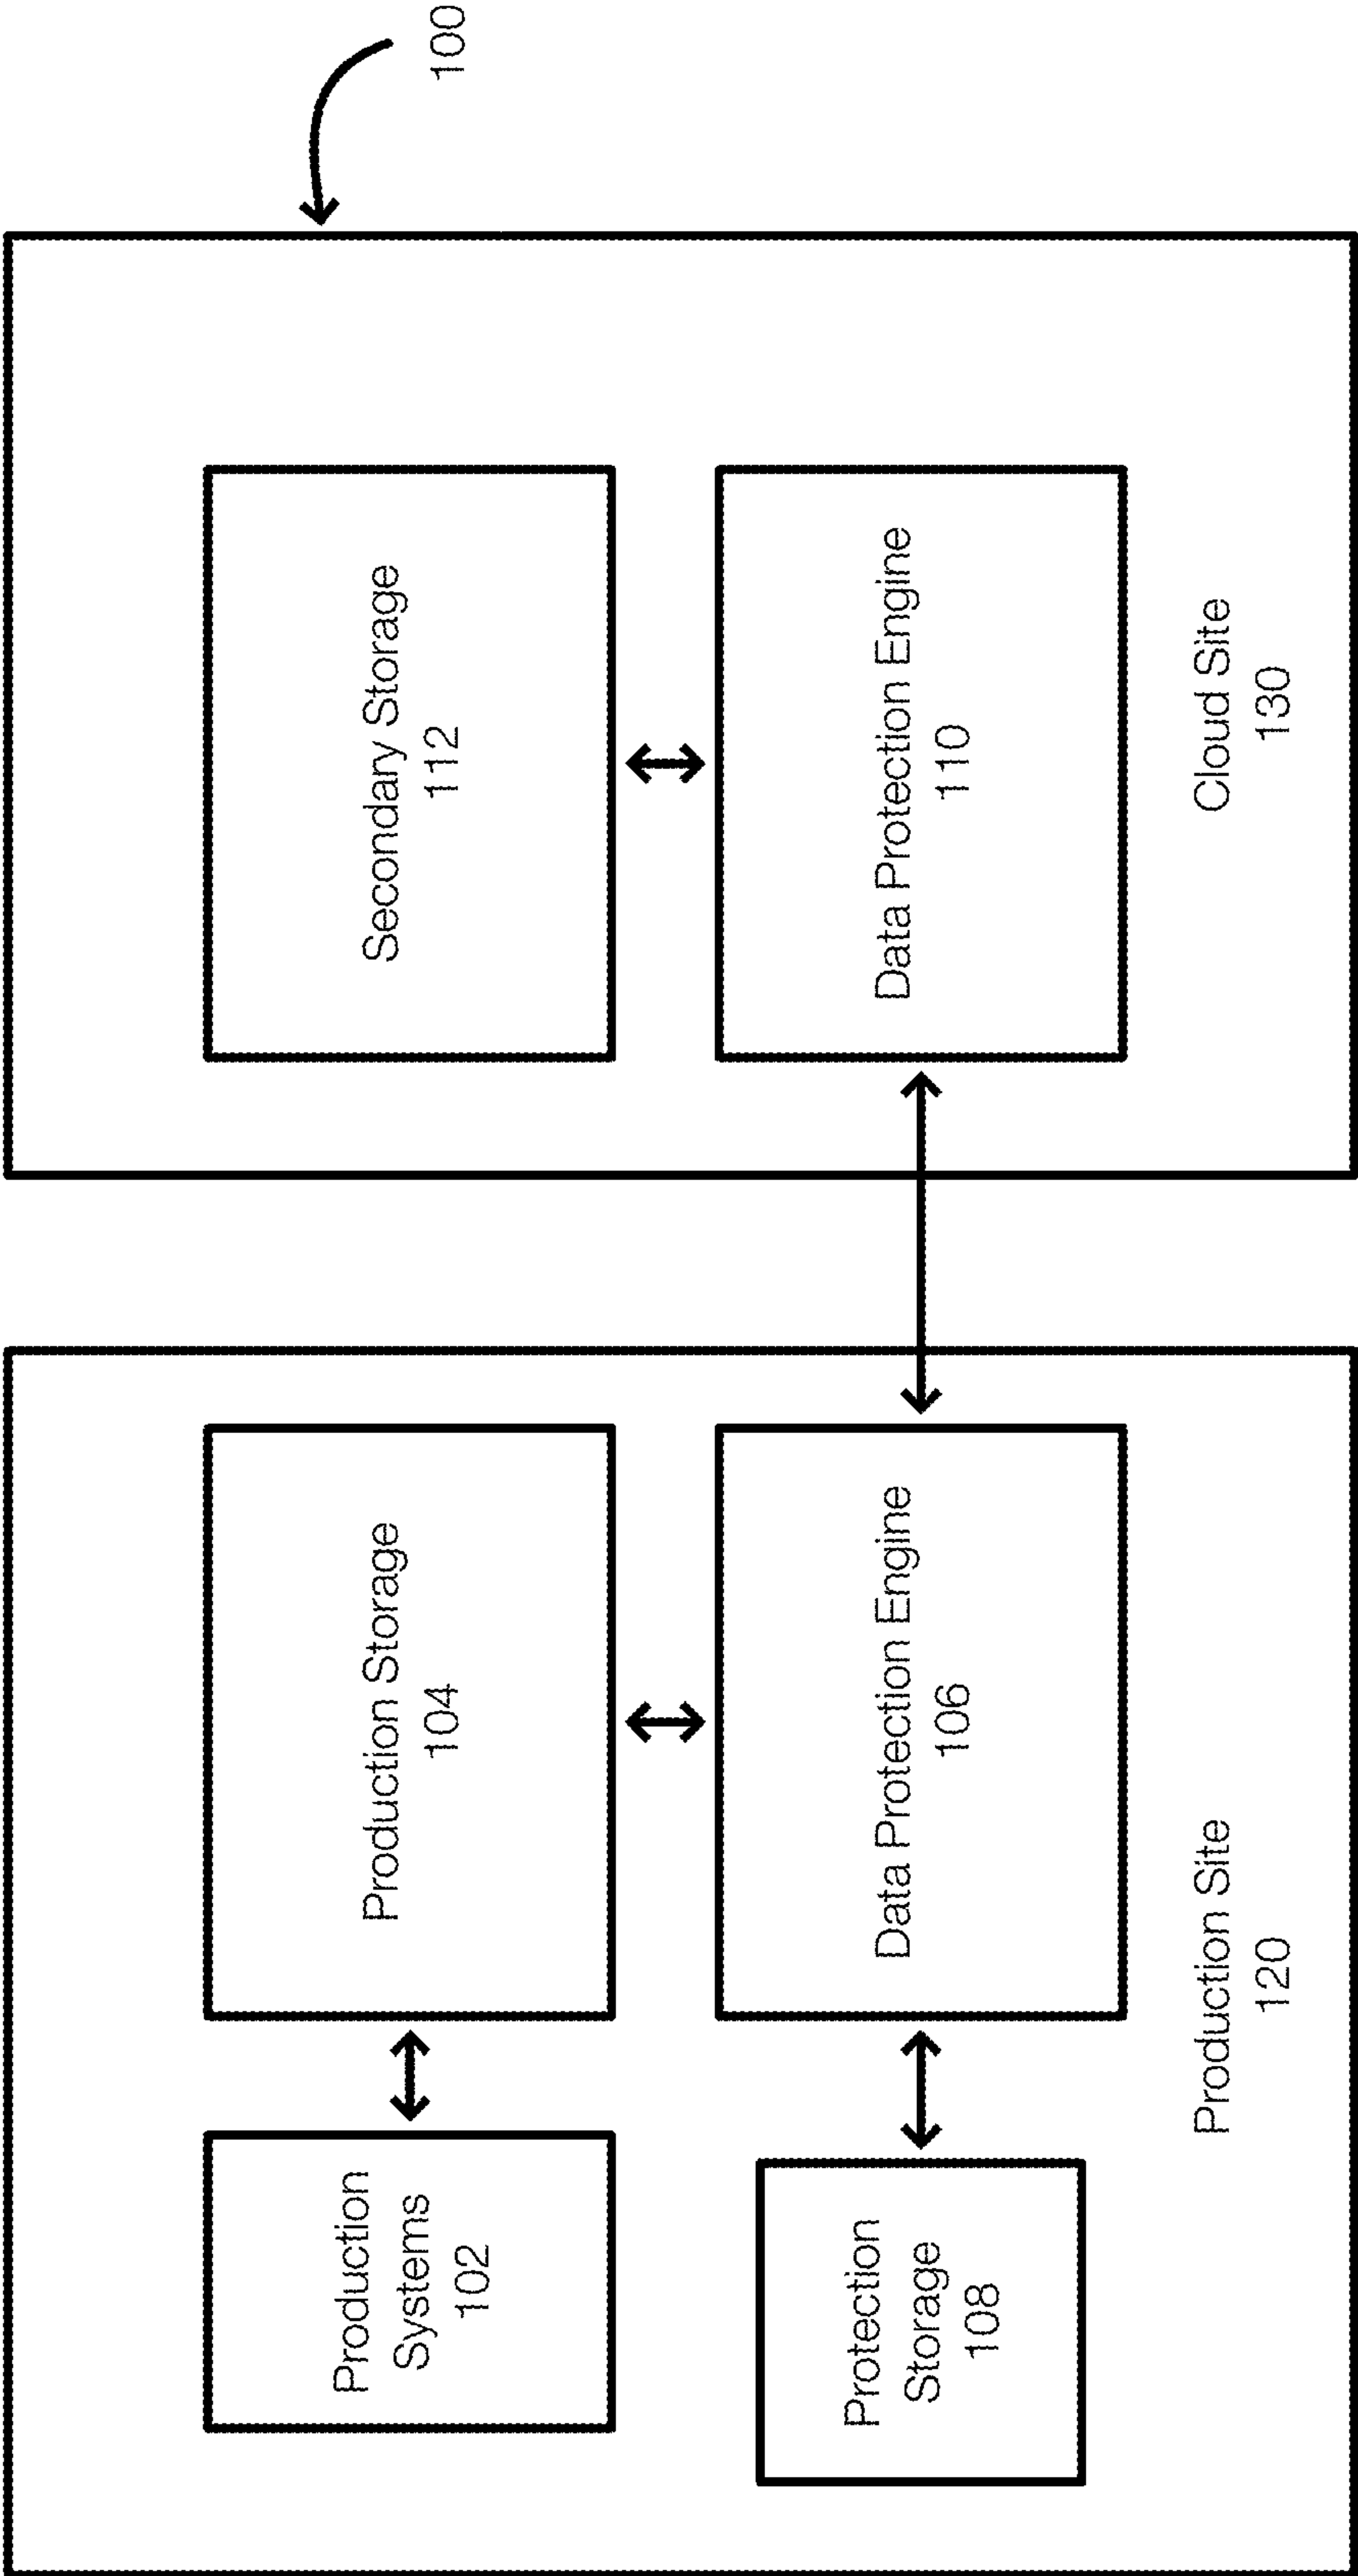 100
Production
Systems
102
Production Storage
104
Secondary Storage
112
Protection
Storage
108
Data Protection Engine
106
Data Protection Engine
110
Production Site
120
Cloud Site
130